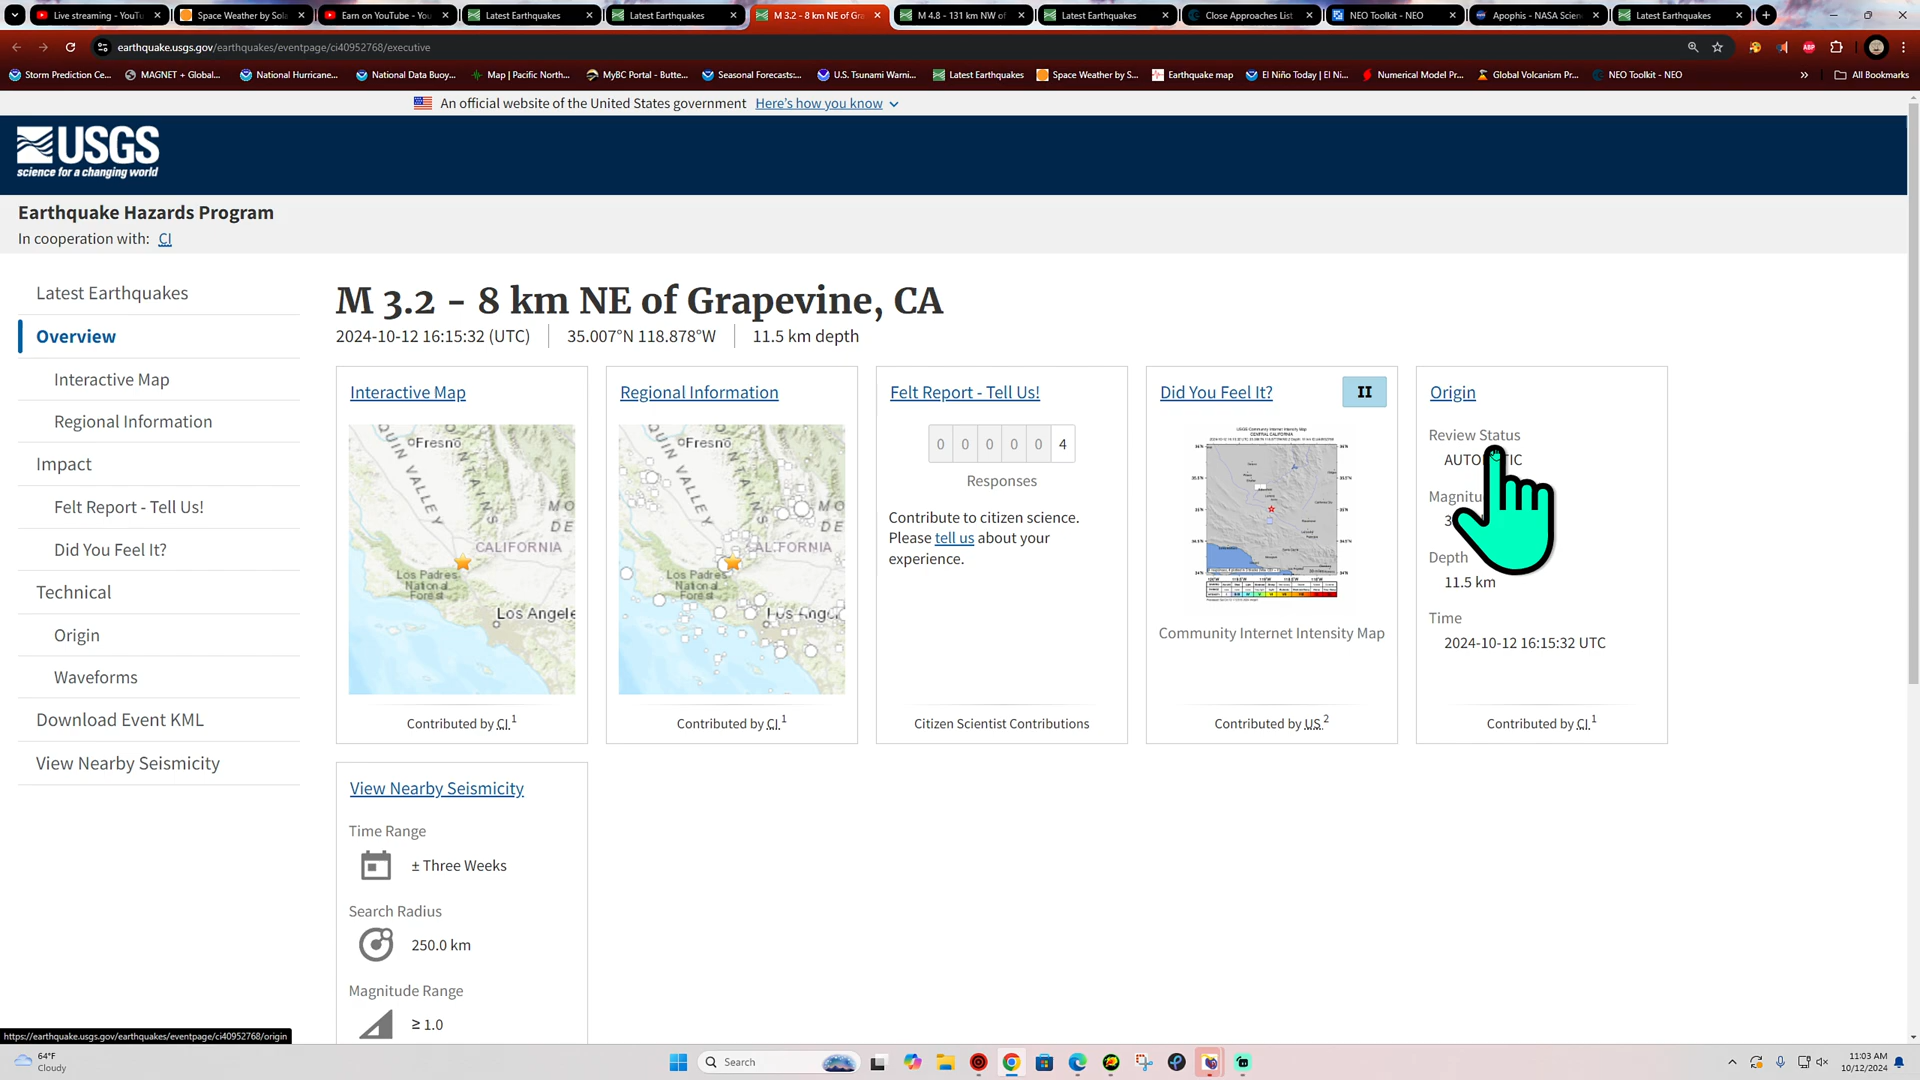 Live streaming - YouTu
Space Weather by Sola
Earn on YouTube - You
Latest Earthquakes
Latest Earthquakes
M 3.2 - 8 km NE of Gra
M 4.8 - 131 km NW of
Latest Earthquakes
Close Approaches List
NEO Toolkit - NEO
Apophis - NASA Scien
Latest Earthquakes
earthquake.usgs.gov/earthquakes/eventpage/ci40952768/executive
Storm Prediction Ce...
MAGNET + Global...
National Hurricane...
National Data Buoy...
Map | Pacific North...
MyBC Portal - Butte...
Seasonal Forecasts:...
U.S. Tsunami Warni...
Latest Earthquakes
Space Weather by S...
Earthquake map
El Niño Today | El Ni...
Numerical Model Pr...
Global Volcanism Pr...
NEO Toolkit - NEO
All Bookmarks
An official website of the United States government Here's how you know
USGS
science for a changing world
Earthquake Hazards Program
In cooperation with: CI
Latest Earthquakes
Overview
Interactive Map
Regional Information
Impact
Felt Report - Tell Us!
Did You Feel It?
Technical
Origin
Waveforms
Download Event KML
View Nearby Seismicity
M 3.2 - 8 km NE of Grapevine, CA
2024-10-12 16:15:32 (UTC)
35.007°N 118.878°W
11.5 km depth
Interactive Map
Fresno
CALIFORNIA
Los Padres
National
Forest
Los Angele
Contributed by CI 1
Regional Information
Fresno
Los Padres
National
Contributed by CI 1
Felt Report - Tell Us!
0 0 0 0 0 4
Responses
Contribute to citizen science.
Please tell us about your
experience.
Citizen Scientist Contributions
Did You Feel It?
II
Community Internet Intensity Map
Contributed by US 2
Origin
Review Status
Depth
11.5 km
Time
2024-10-12 16:15:32 UTC
Contributed by CI 1
View Nearby Seismicity
Time Range
± Three Weeks
Search Radius
250.0 km
Magnitude Range
≥ 1.0
https://earthquake.usgs.gov/earthquakes/eventpage/ci40952768/origin
64°F
Cloudy
Search
11:03 AM
10/12/2024